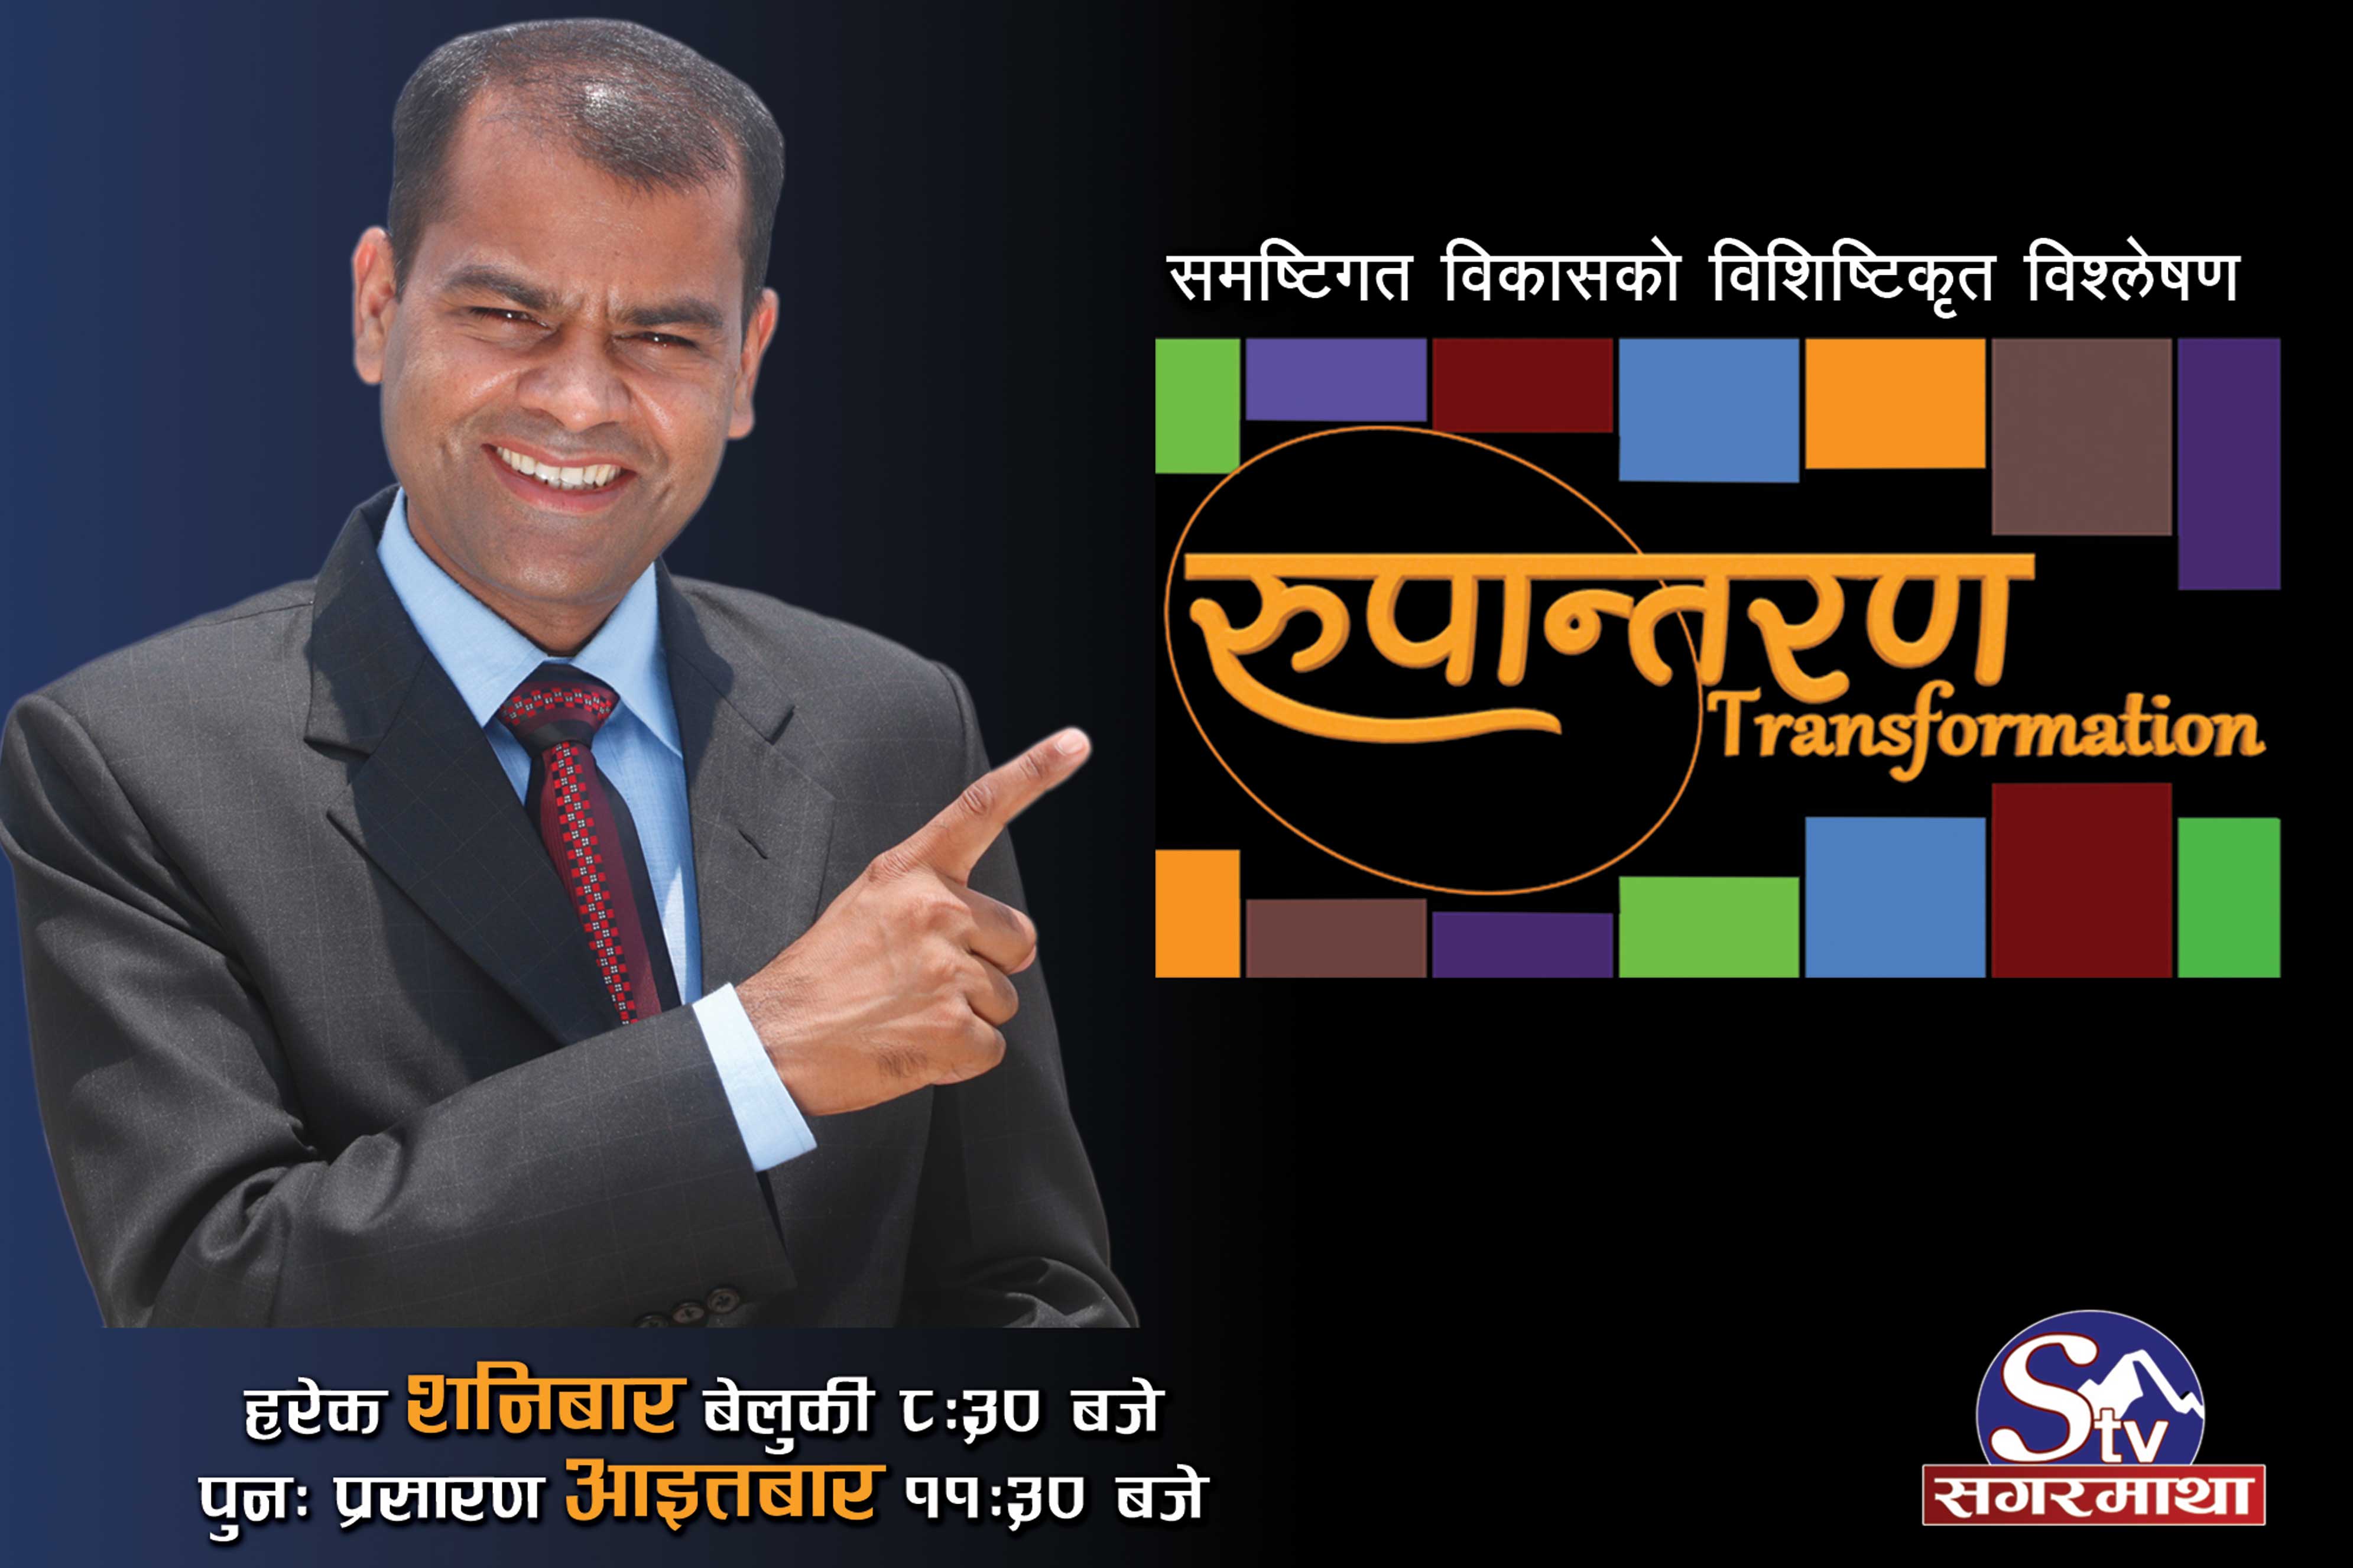 समष्टिगत विकासको विशिष्टिकृत विश्लेषण
रुपान्तरण
Transformation
हरेक शनिबार बेलुकी ८:३० बजे
पुनः प्रसारण आइतबार ११:३० बजे
Stv
सगरमाथा